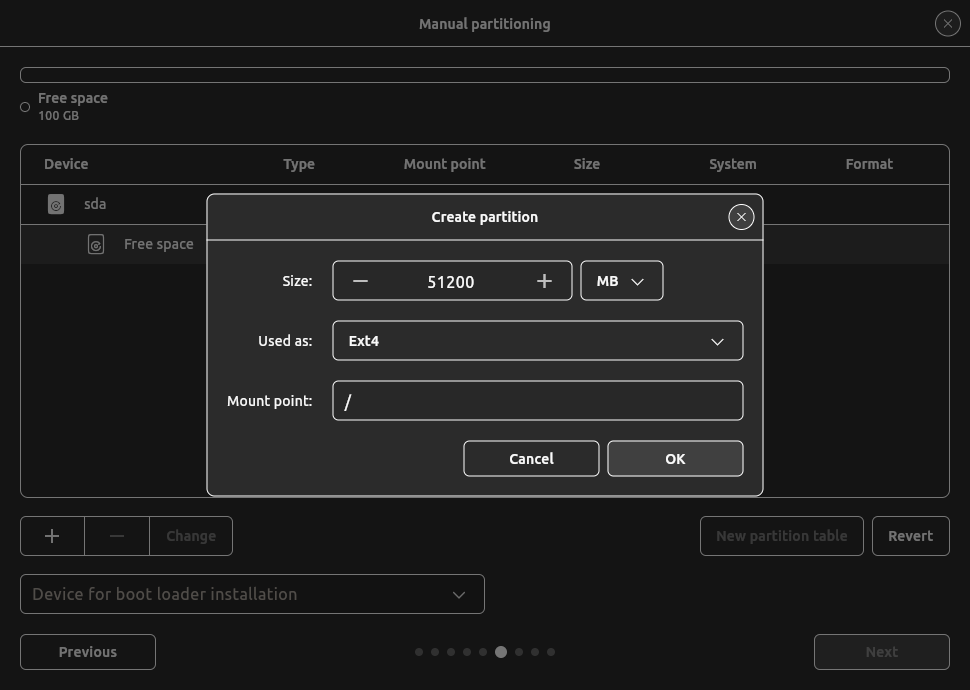 Manual partitioning
Free space
100 GB
Device Type Mount point Size System Format
sda
Free space
Create partition
Size: 51200 MB
Used as: Ext4
Mount point: /
Cancel OK
Change New partition table Revert
Device for boot loader installation
Previous Next